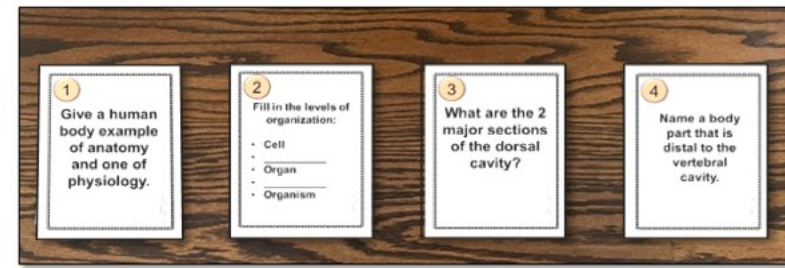 1
Give a human
body example
of anatomy
and one of
physiology.
2
Fill in the levels of
organization:
• Cell
• ____________
• Organ
• ____________
• Organism
3
What are the 2
major sections
of the dorsal
cavity?
4
Name a body
part that is
distal to the
vertebral
cavity.